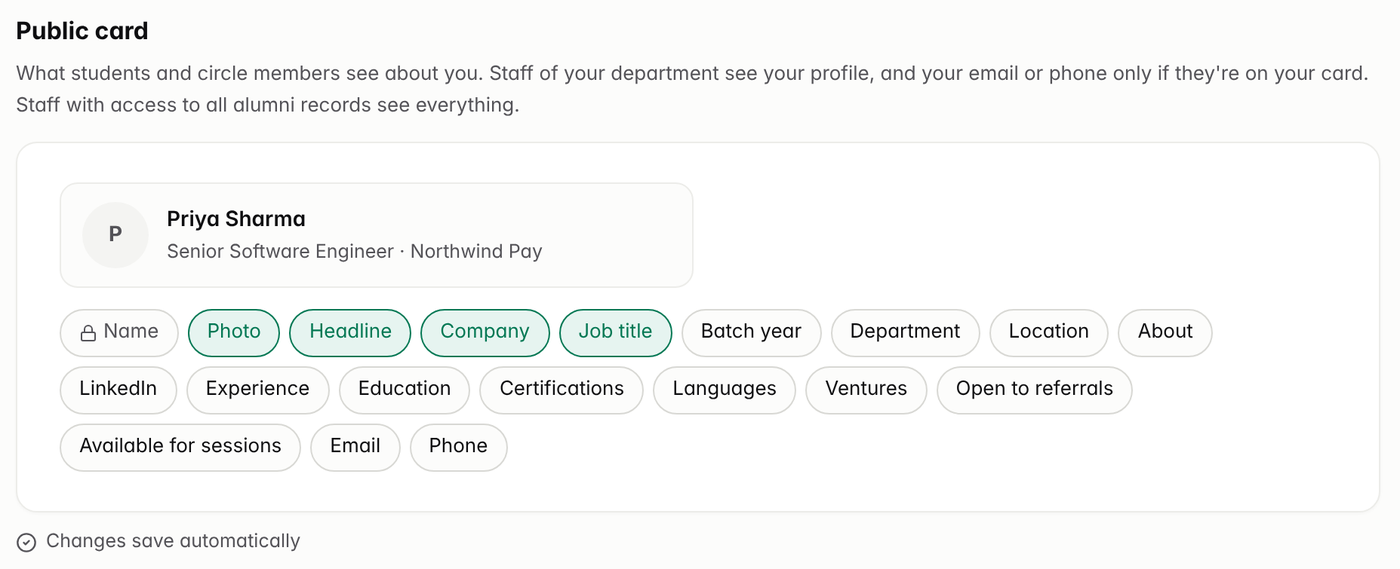 Public card
What students and circle members see about you. Staff of your department see your profile, and your email or phone only if they're on your card.
Staff with access to all alumni records see everything.
P
Priya Sharma
Senior Software Engineer · Northwind Pay
Name Photo Headline Company Job title Batch year Department Location About
LinkedIn Experience Education Certifications Languages Ventures Open to referrals
Available for sessions Email Phone
Changes save automatically